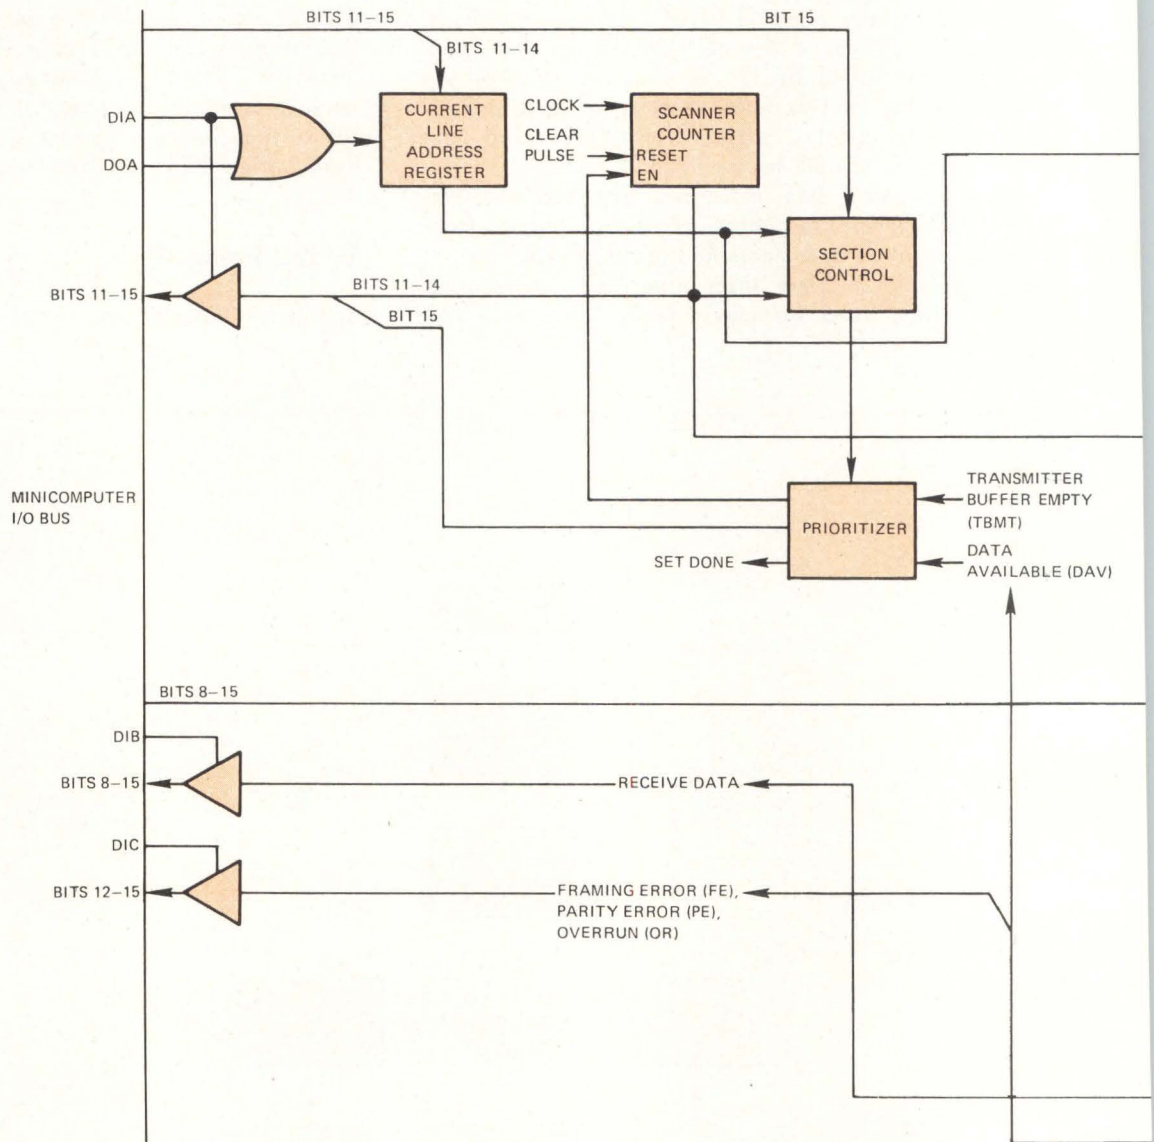 BITS 11–15
BIT 15
BITS 11–14
DIA
DOA
CURRENT
LINE
ADDRESS
REGISTER
CLOCK
CLEAR
PULSE
SCANNER
COUNTER
RESET
EN
SECTION
CONTROL
BITS 11–15
BITS 11–14
BIT 15
MINICOMPUTER
I/O BUS
PRIORITIZER
TRANSMITTER
BUFFER EMPTY
(TBMT)
SET DONE
DATA
AVAILABLE (DAV)
BITS 8–15
DIB
BITS 8–15
RECEIVE DATA
DIC
BITS 12–15
FRAMING ERROR (FE),
PARITY ERROR (PE),
OVERRUN (OR)